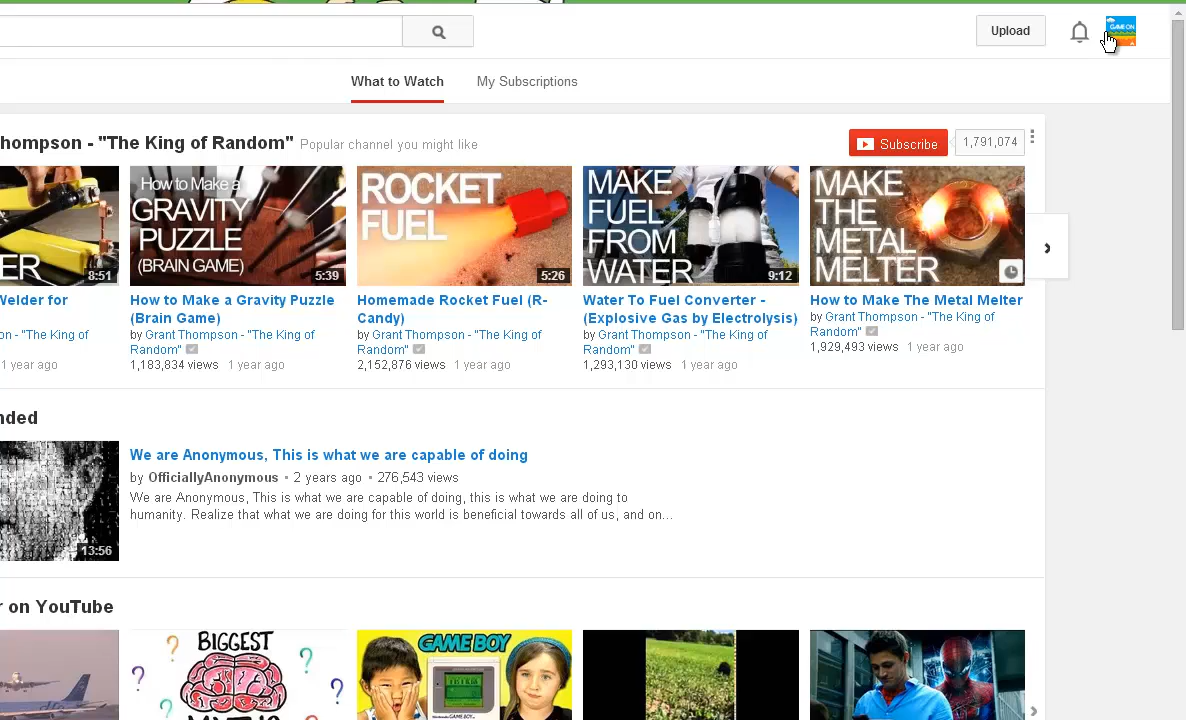 Upload
GAME ON
What to Watch
My Subscriptions
hompson - "The King of Random"
Popular channel you might like
Subscribe
1,791,074
ER
8:51
How to Make a
GRAVITY
PUZZLE
(BRAIN GAME)
5:39
ROCKET
FUEL
5:26
MAKE
FUEL
FROM
WATER
9:12
MAKE
THE
METAL
MELTER
Welder for
on - "The King of
1 year ago
How to Make a Gravity Puzzle
(Brain Game)
by Grant Thompson - "The King of
Random"
1,183,834 views 1 year ago
Homemade Rocket Fuel (R-
Candy)
by Grant Thompson - "The King of
Random"
2,152,876 views 1 year ago
Water To Fuel Converter -
(Explosive Gas by Electrolysis)
by Grant Thompson - "The King of
Random"
1,293,130 views 1 year ago
How to Make The Metal Melter
by Grant Thompson - "The King of
Random"
1,929,493 views 1 year ago
nded
13:56
We are Anonymous, This is what we are capable of doing
by OfficiallyAnonymous • 2 years ago • 276,543 views
We are Anonymous, This is what we are capable of doing, this is what we are doing to
humanity. Realize that what we are doing for this world is beneficial towards all of us, and on...
r on YouTube
BIGGEST
GAME BOY